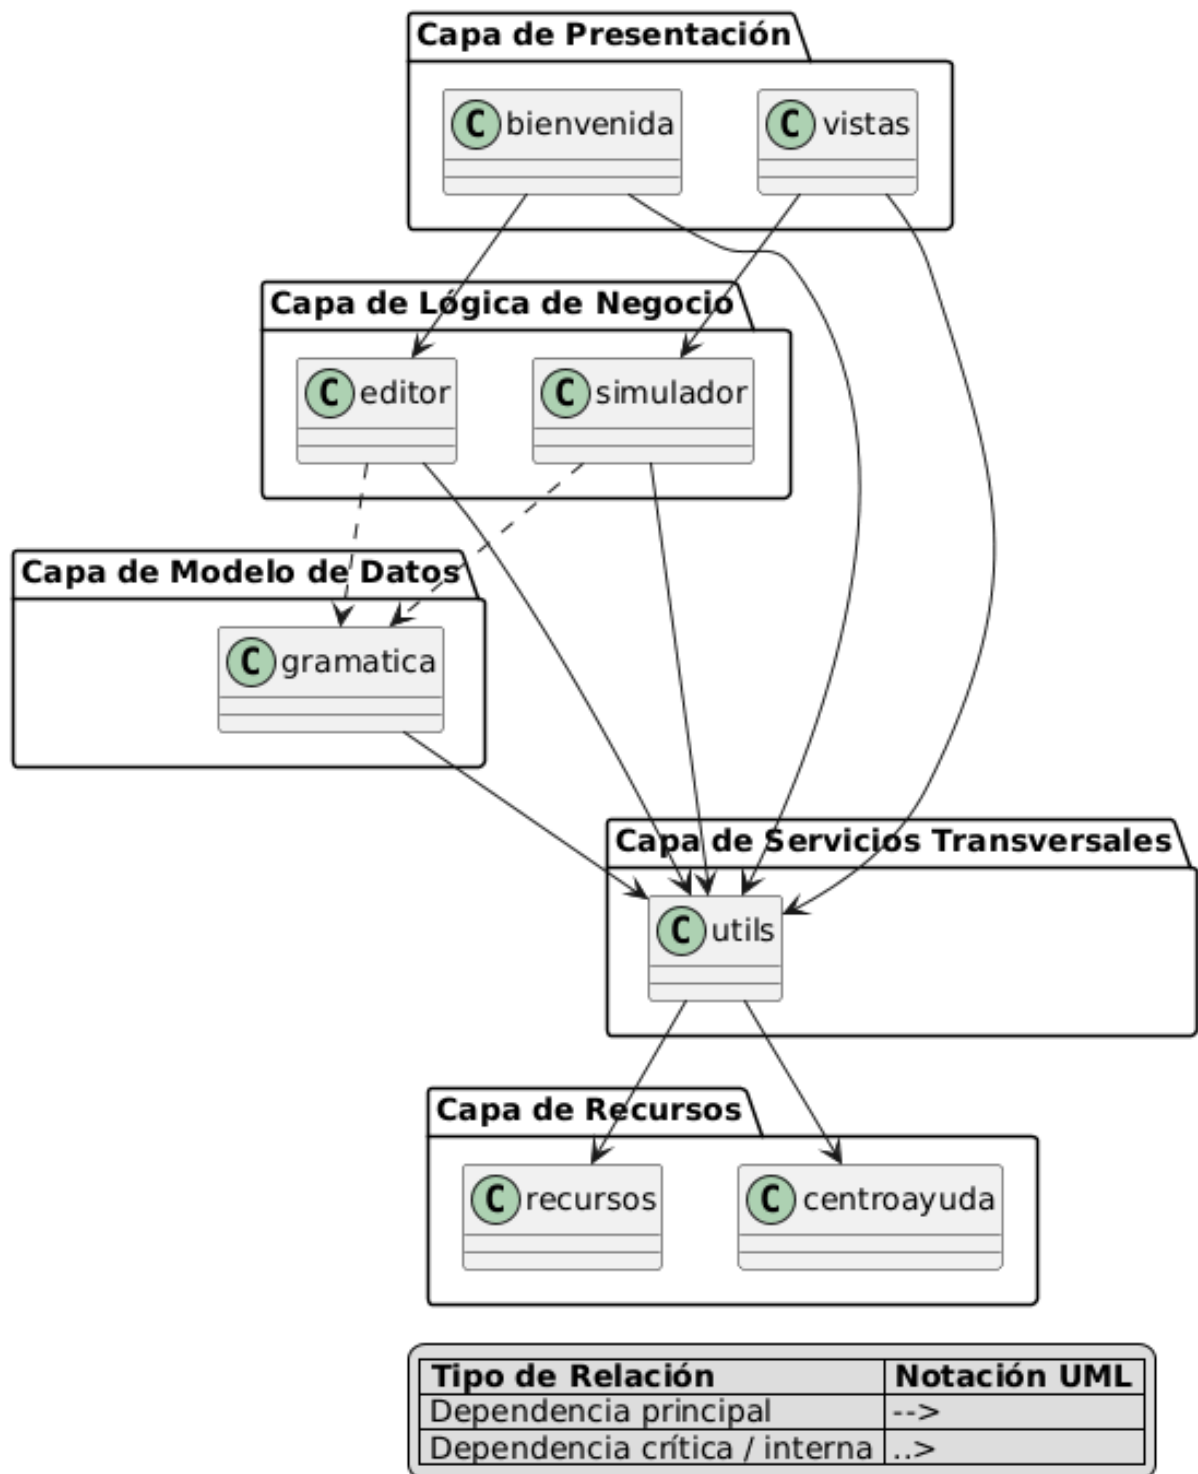 Capa de Presentación
C bienvenida
C vistas
Capa de Lógica de Negocio
C editor
C simulador
Capa de Modelo de Datos
C gramatica
Capa de Servicios Transversales
C utils
Capa de Recursos
C recursos
C centroayuda
Tipo de Relación Notación UML
Dependencia principal -->
Dependencia crítica / interna ..>